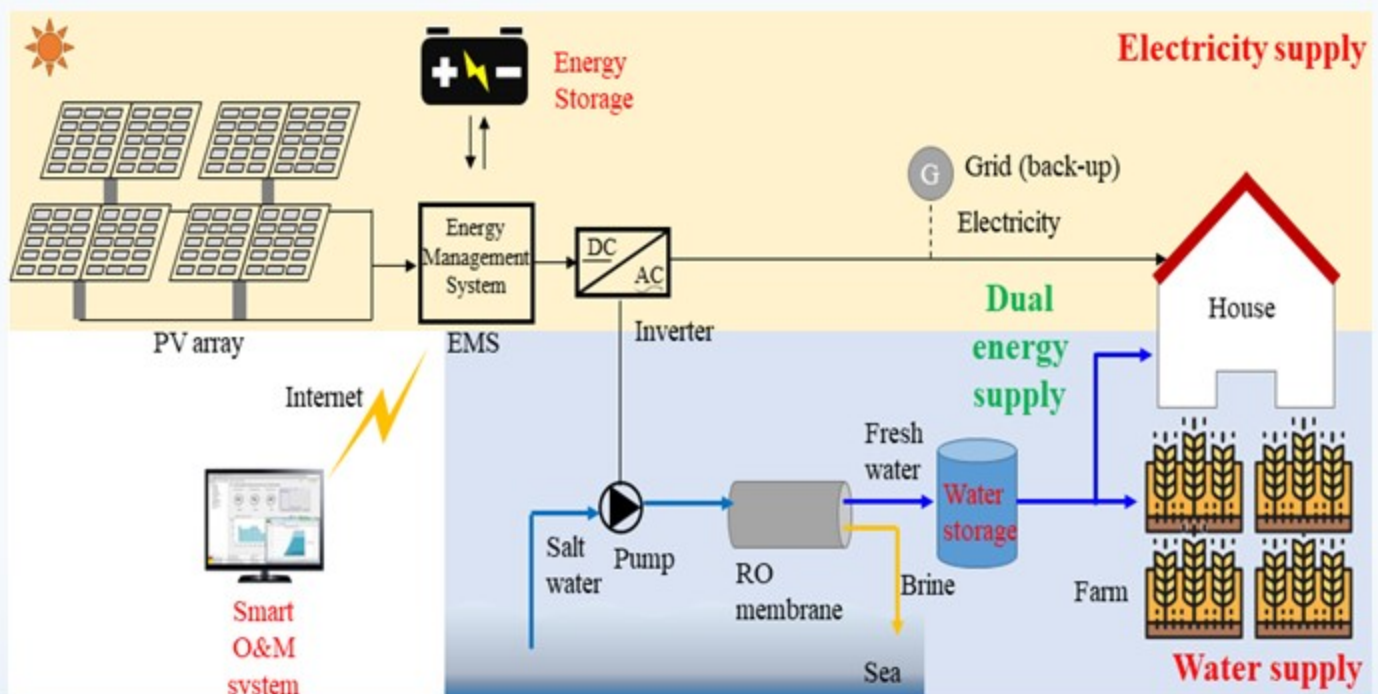 Electricity supply
Energy
Storage
G
Grid (back-up)
Electricity
Energy
Management
System
DC
AC
House
PV array
EMS
Inverter
Dual
energy
supply
Internet
Fresh
water
Water
storage
Salt
water
Pump
RO
membrane
Brine
Farm
Smart
O&M
system
Sea
Water supply